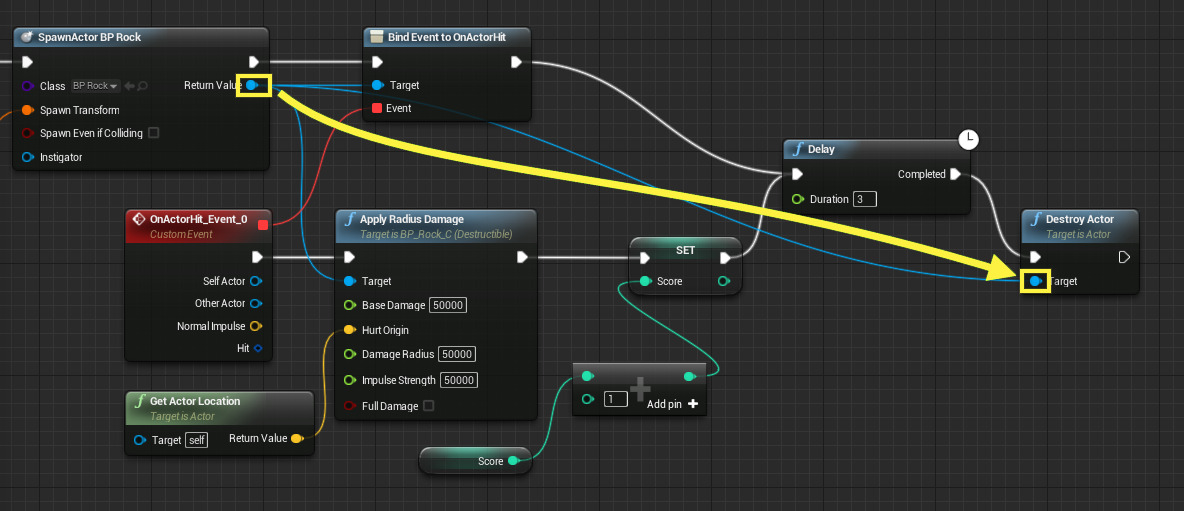 SpawnActor BP Rock
Class BP Rock Return Value
Spawn Transform
Spawn Even if Colliding
Instigator
Bind Event to OnActorHit
Target
Event
Delay
Completed
Duration 3
OnActorHit_Event_0
Custom Event
Self Actor
Other Actor
Normal Impulse
Hit
Apply Radius Damage
Target is BP_Rock_C (Destructible)
Target
Base Damage 50000
Hurt Origin
Damage Radius 50000
Impulse Strength 50000
Full Damage
SET
Score
Destroy Actor
Target is Actor
Target
Get Actor Location
Target is Actor
Target self Return Value
1
Add pin
Score